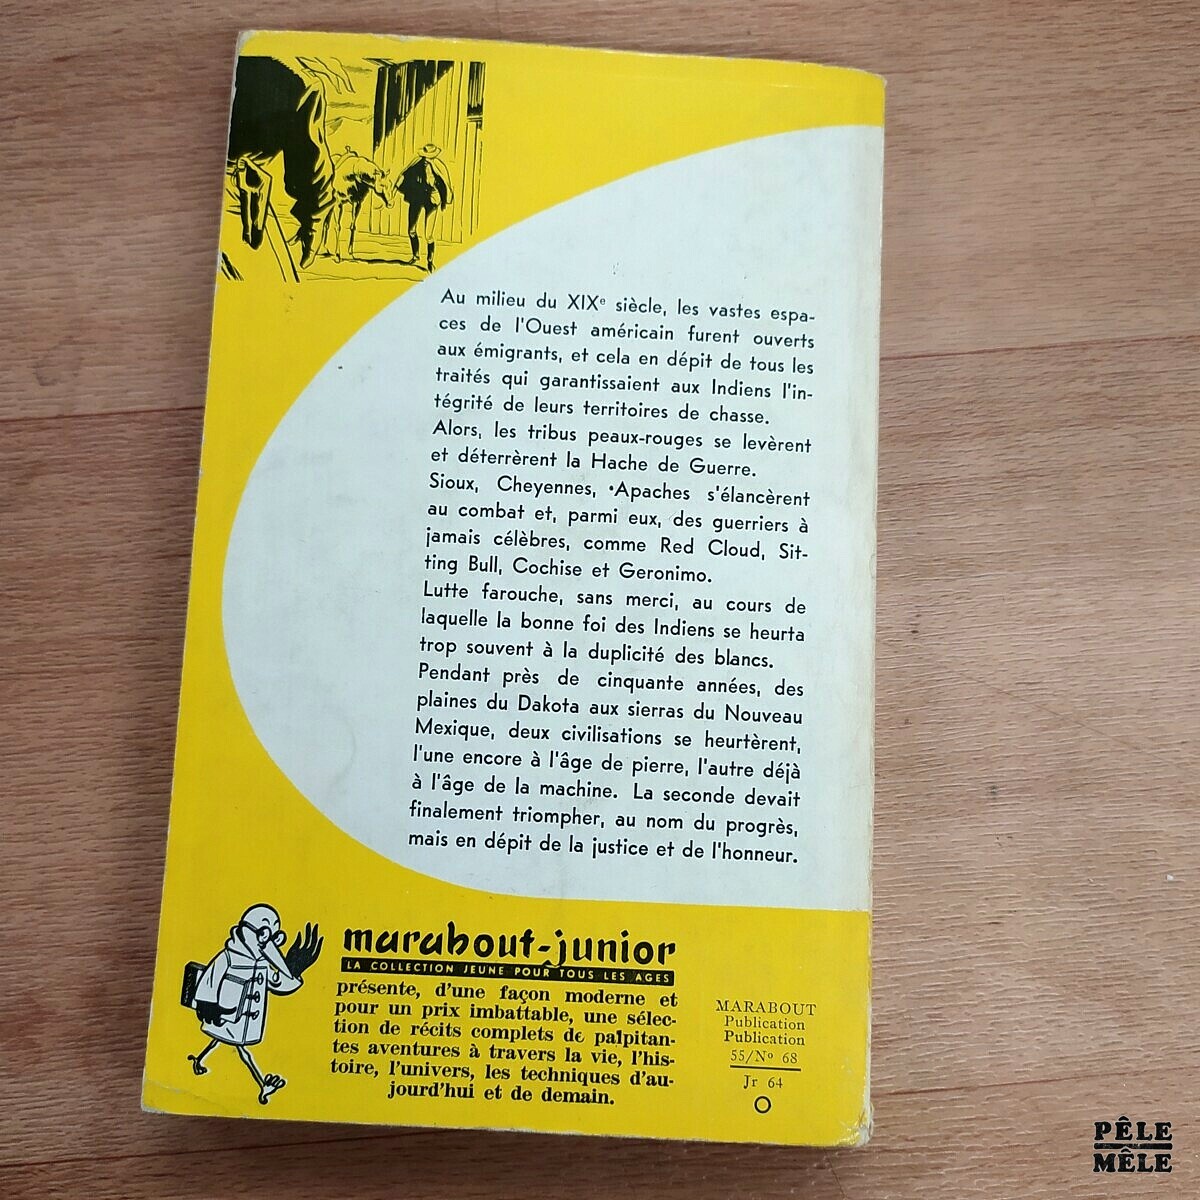 Au milieu du XIXe siècle, les vastes espa-
ces de l'Ouest américain furent ouverts
aux émigrants, et cela en dépit de tous les
traités qui garantissaient aux Indiens l'in-
tégrité de leurs territoires de chasse.
Alors, les tribus peaux-rouges se levèrent
et déterrèrent la Hache de Guerre.
Sioux, Cheyennes, Apaches s'élancèrent
au combat et, parmi eux, des guerriers à
jamais célèbres, comme Red Cloud, Sit-
ting Bull, Cochise et Geronimo.
Lutte farouche, sans merci, au cours de
laquelle la bonne foi des Indiens se heurta
trop souvent à la duplicité des blancs.
Pendant près de cinquante années, des
plaines du Dakota aux sierras du Nouveau
Mexique, deux civilisations se heurtèrent,
l'une encore à l'âge de pierre, l'autre déjà
à l'âge de la machine. La seconde devait
finalement triompher, au nom du progrès,
mais en dépit de la justice et de l'honneur.
marabout-junior
LA COLLECTION JEUNE POUR TOUS LES AGES
présente, d'une façon moderne et
pour un prix imbattable, une sélec-
tion de récits complets de palpitan-
tes aventures à travers la vie, l'his-
toire, l'univers, les techniques d'au-
jourd'hui et de demain.
MARABOUT
Publication
Publication
55/No 68
Jr 64
O
PÊLE
MÊLE